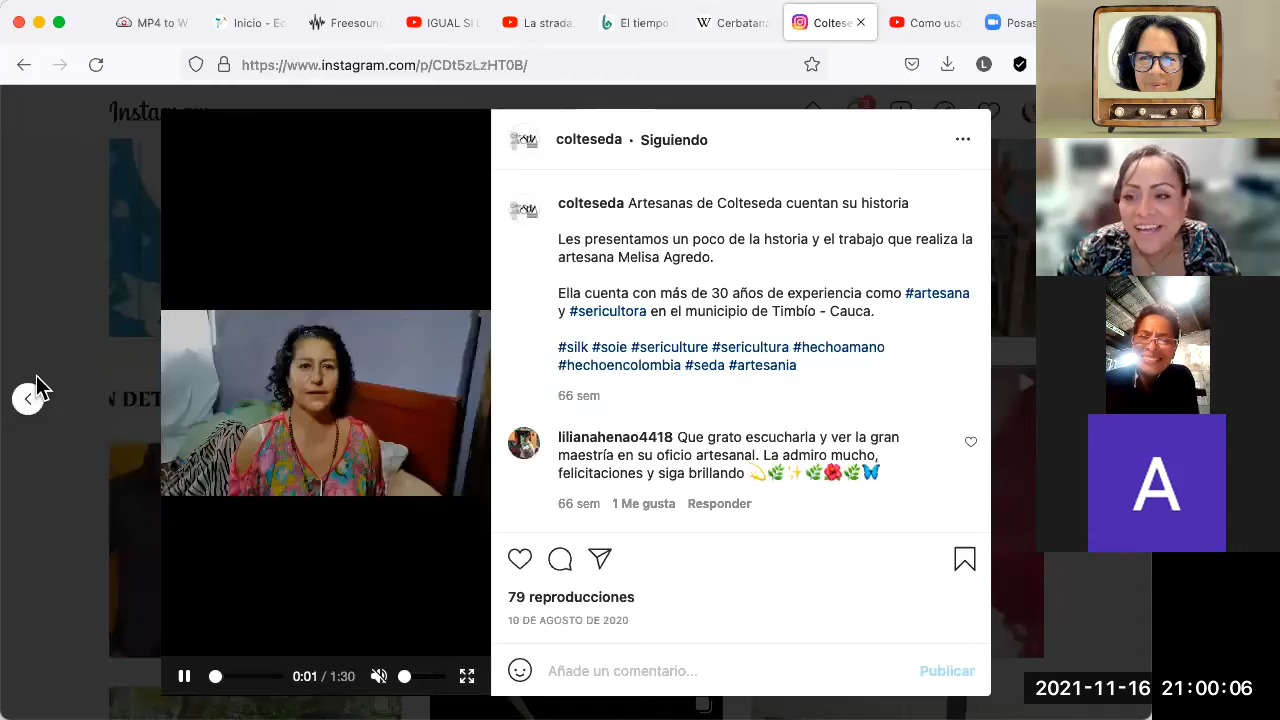 MP4 to W
Inicio - Ec
Freesoun
IGUAL SI L
La strada
El tiempo
Cerbatana
Coltese
Como usa
Posas
https://www.instagram.com/p/CDt5zLzHT0B/
L
colteseda • Siguiendo
colteseda Artesanas de Colteseda cuentan su historia
Les presentamos un poco de la hstoria y el trabajo que realiza la
artesana Melisa Agredo.
Ella cuenta con más de 30 años de experiencia como #artesana
y #sericultora en el municipio de Timbío - Cauca.
#silk #soie #sericulture #sericultura #hechoamano
#hechoencolombia #seda #artesania
66 sem
lilianahenao4418 Que grato escucharla y ver la gran
maestría en su oficio artesanal. La admiro mucho,
felicitaciones y siga brillando 💫🌿✨🌿🌺🌿🦋
66 sem 1 Me gusta Responder
79 reproducciones
10 DE AGOSTO DE 2020
Añade un comentario... Publicar
0:01 / 1:30
A
2021-11-16 21:00:06